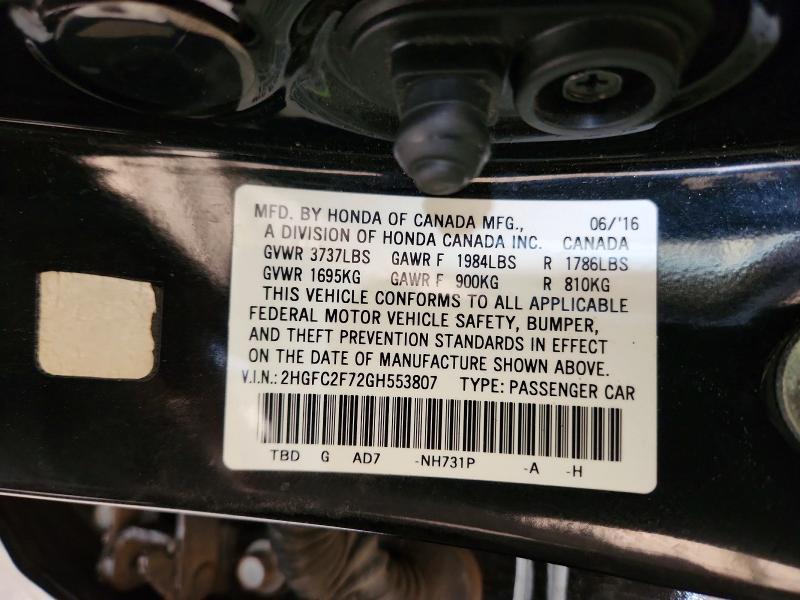 MFD. BY HONDA OF CANADA MFG., 06/'16
A DIVISION OF HONDA CANADA INC. CANADA
GVWR 3737LBS GAWR F 1984LBS R 1786LBS
GVWR 1695KG GAWR F 900KG R 810KG
THIS VEHICLE CONFORMS TO ALL APPLICABLE
FEDERAL MOTOR VEHICLE SAFETY, BUMPER,
AND THEFT PREVENTION STANDARDS IN EFFECT
ON THE DATE OF MANUFACTURE SHOWN ABOVE.
V.I.N.: 2HGFC2F72GH553807 TYPE: PASSENGER CAR
TBD G AD7 -NH731P -A -H